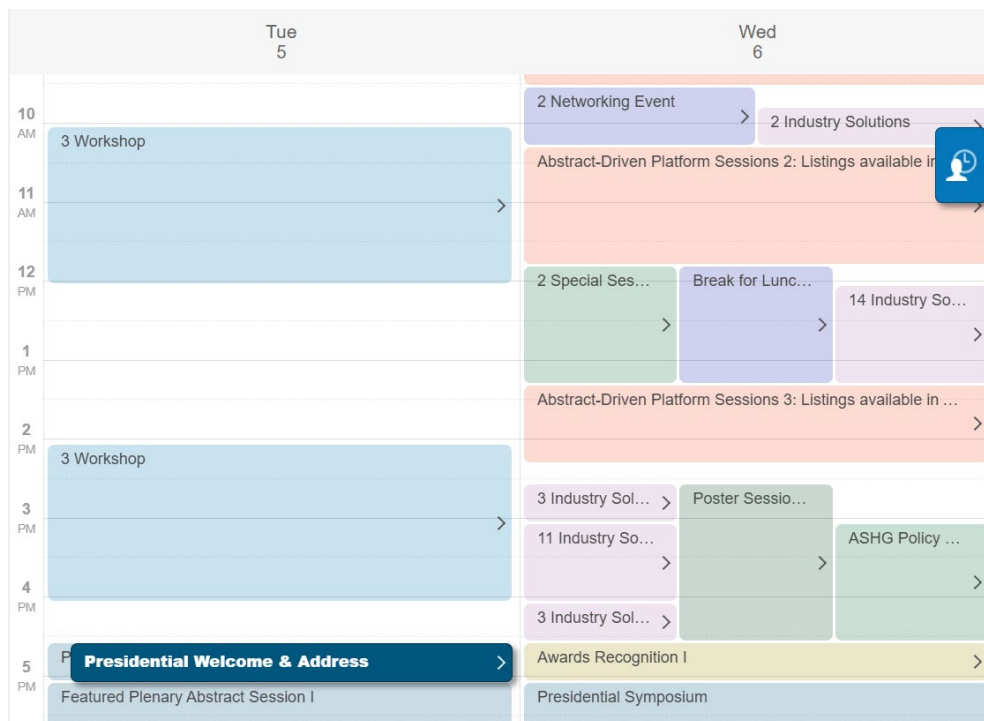 Tue
5
Wed
6
10
AM
11
AM
12
PM
1
PM
2
PM
3
PM
4
PM
5
PM
3 Workshop
3 Workshop
P
Presidential Welcome & Address
Featured Plenary Abstract Session I
2 Networking Event
2 Industry Solutions
Abstract-Driven Platform Sessions 2: Listings available in
2 Special Ses…
Break for Lunc…
14 Industry So…
Abstract-Driven Platform Sessions 3: Listings available in …
3 Industry Sol…
Poster Sessio…
11 Industry So…
ASHG Policy …
3 Industry Sol…
Awards Recognition I
Presidential Symposium